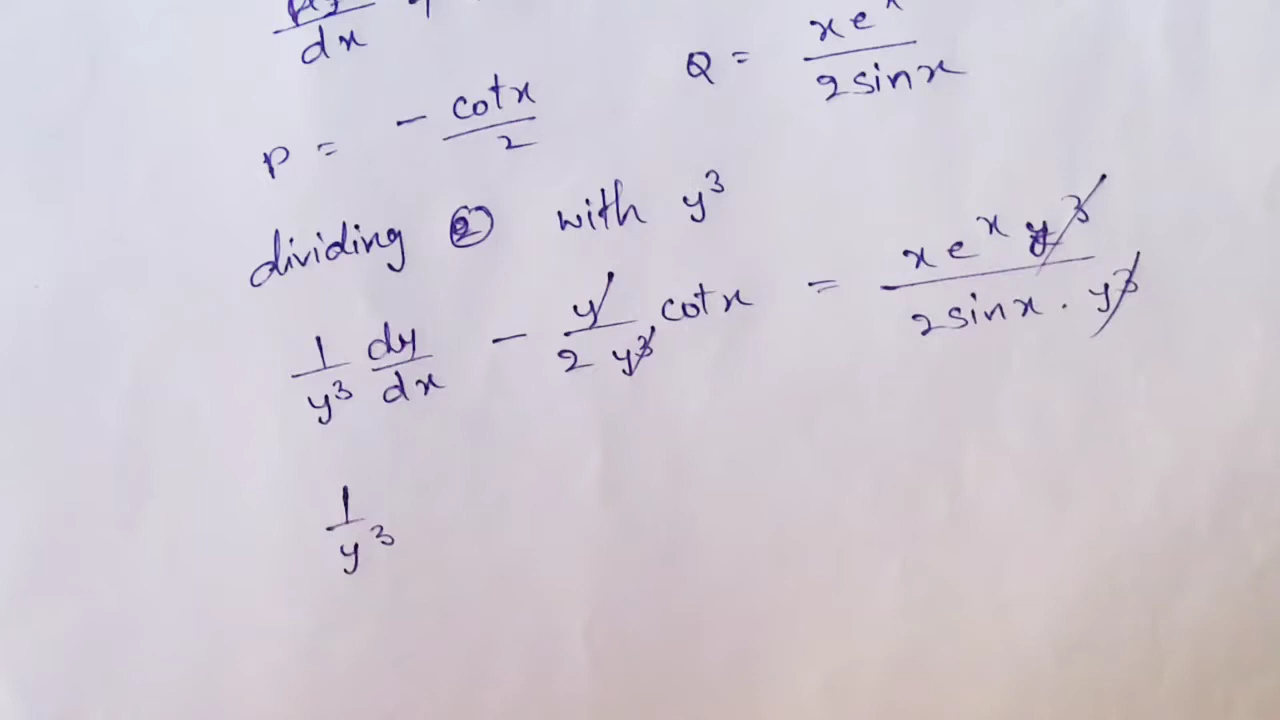 dx
Q = xe^x / 2sinx
P = - cotx / 2
dividing ② with y³
1/y³ dy/dx - y/2y³ cotx = xe^x y³ / 2sinx . y³
1/y³